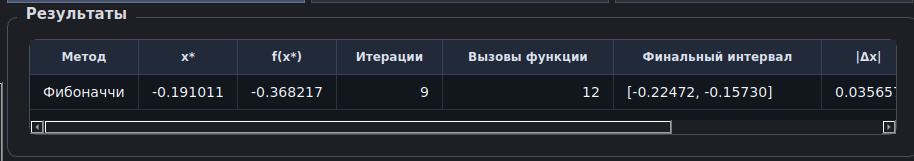 Результаты
Метод x* f(x*) Итерации Вызовы функции Финальный интервал |Δx|
Фибоначчи -0.191011 -0.368217 9 12 [-0.22472, -0.15730] 0.03565